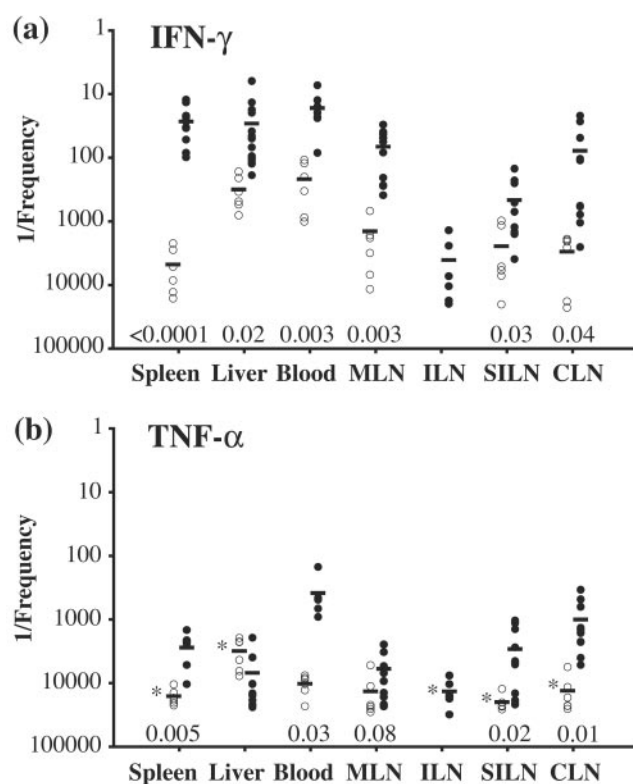 (a)
IFN-γ
1
10
100
1000
10000
100000
1/Frequency
<0.0001 0.02 0.003 0.003 0.03 0.04
Spleen Liver Blood MLN ILN SILN CLN
(b)
TNF-α
1
10
100
1000
10000
100000
1/Frequency
* * * * *
0.005 0.03 0.08 0.02 0.01
Spleen Liver Blood MLN ILN SILN CLN